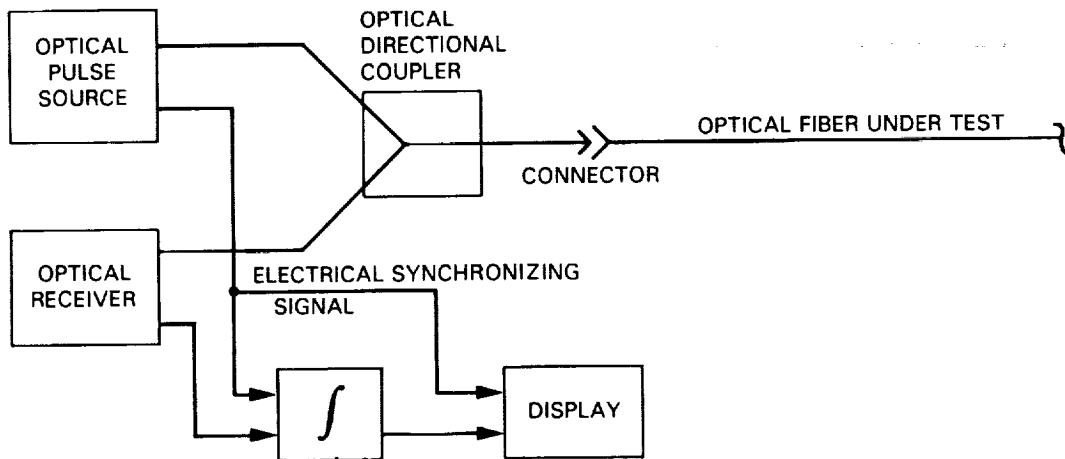 OPTICAL
PULSE
SOURCE
OPTICAL
DIRECTIONAL
COUPLER
OPTICAL FIBER UNDER TEST
CONNECTOR
OPTICAL
RECEIVER
ELECTRICAL SYNCHRONIZING
SIGNAL
∫
DISPLAY